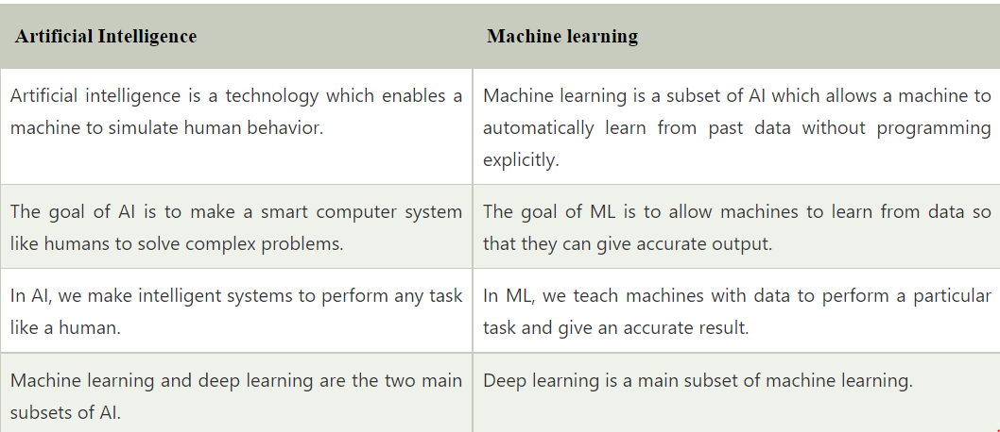 Artificial Intelligence
Machine learning
Artificial intelligence is a technology which enables a
machine to simulate human behavior.
Machine learning is a subset of AI which allows a machine to
automatically learn from past data without programming
explicitly.
The goal of AI is to make a smart computer system
like humans to solve complex problems.
The goal of ML is to allow machines to learn from data so
that they can give accurate output.
In AI, we make intelligent systems to perform any task
like a human.
In ML, we teach machines with data to perform a particular
task and give an accurate result.
Machine learning and deep learning are the two main
subsets of AI.
Deep learning is a main subset of machine learning.